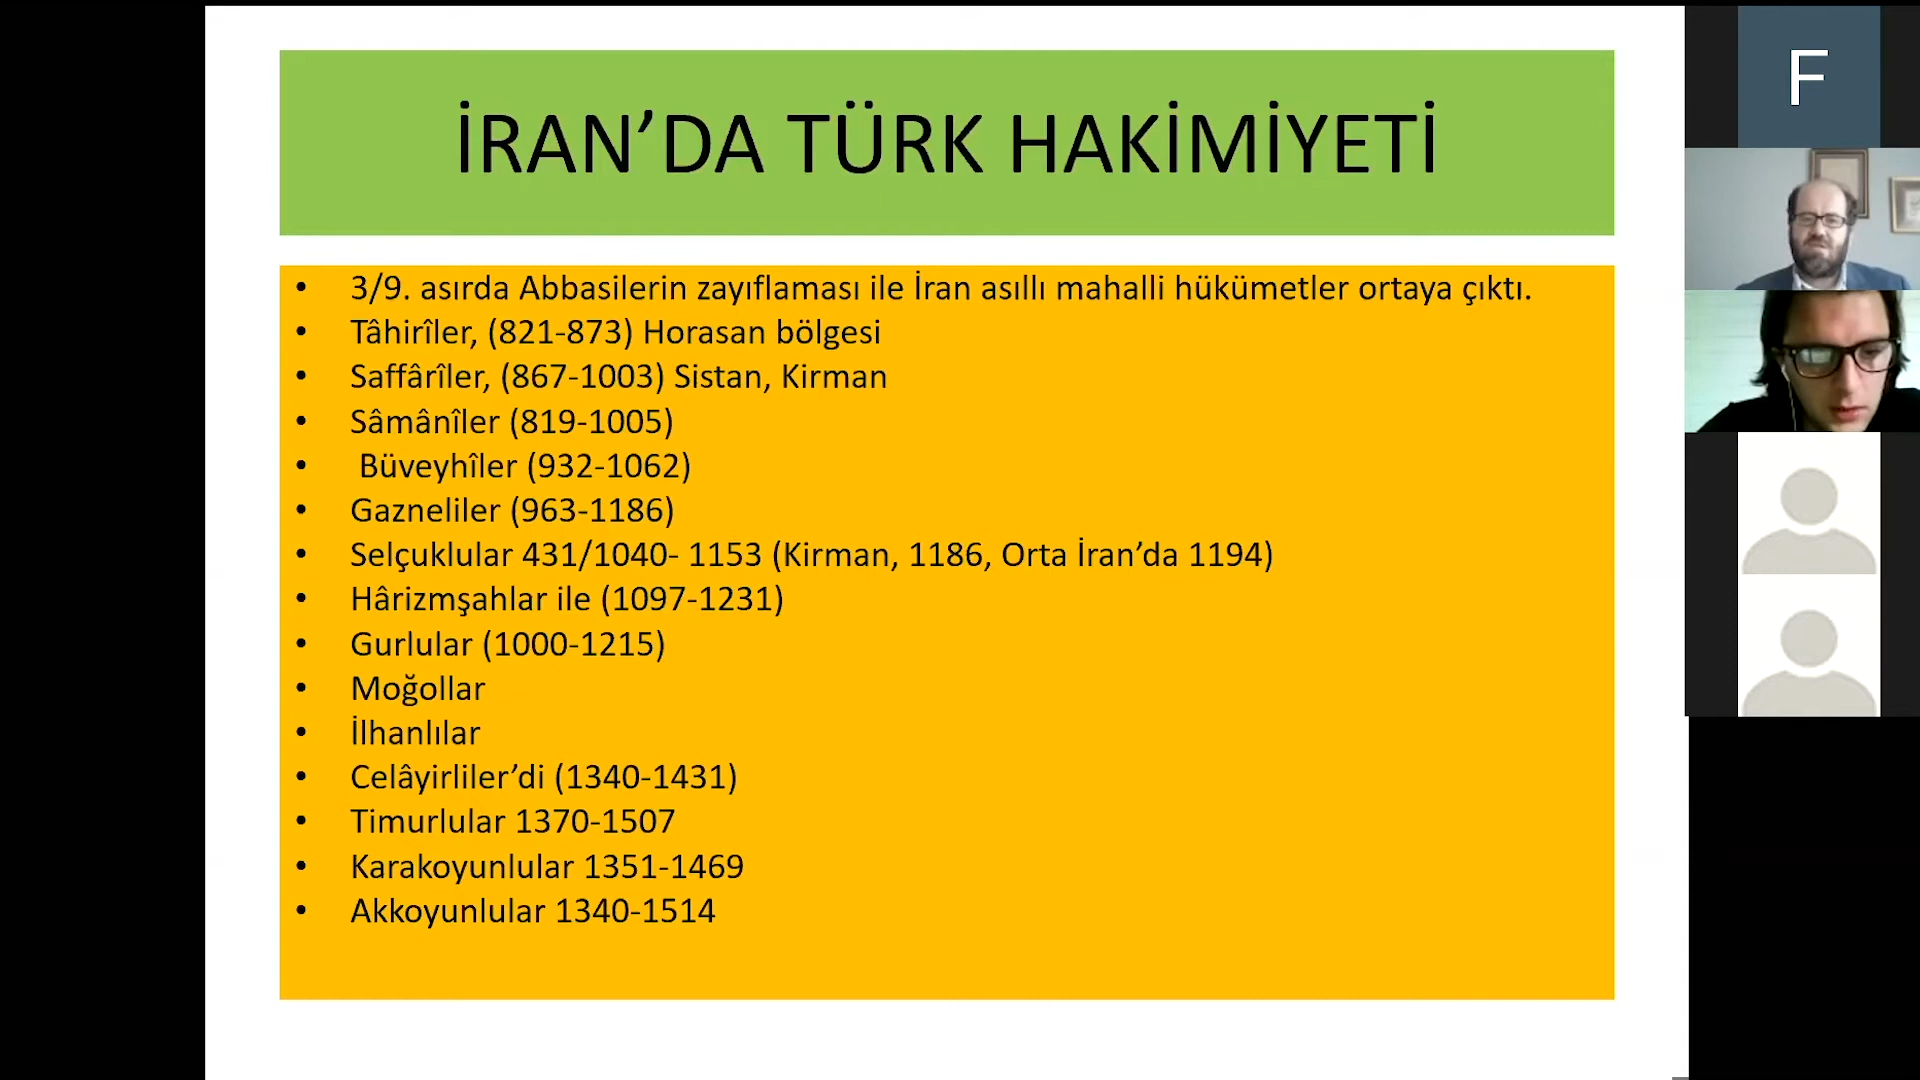 İRAN’DA TÜRK HAKİMİYETİ
• 3/9. asırda Abbasilerin zayıflaması ile İran asıllı mahalli hükümetler ortaya çıktı.
• Tâhirîler, (821-873) Horasan bölgesi
• Saffârîler, (867-1003) Sistan, Kirman
• Sâmânîler (819-1005)
• Büveyhîler (932-1062)
• Gazneliler (963-1186)
• Selçuklular 431/1040- 1153 (Kirman, 1186, Orta İran’da 1194)
• Hârizmşahlar ile (1097-1231)
• Gurlular (1000-1215)
• Moğollar
• İlhanlılar
• Celâyirliler’di (1340-1431)
• Timurlular 1370-1507
• Karakoyunlular 1351-1469
• Akkoyunlular 1340-1514
F